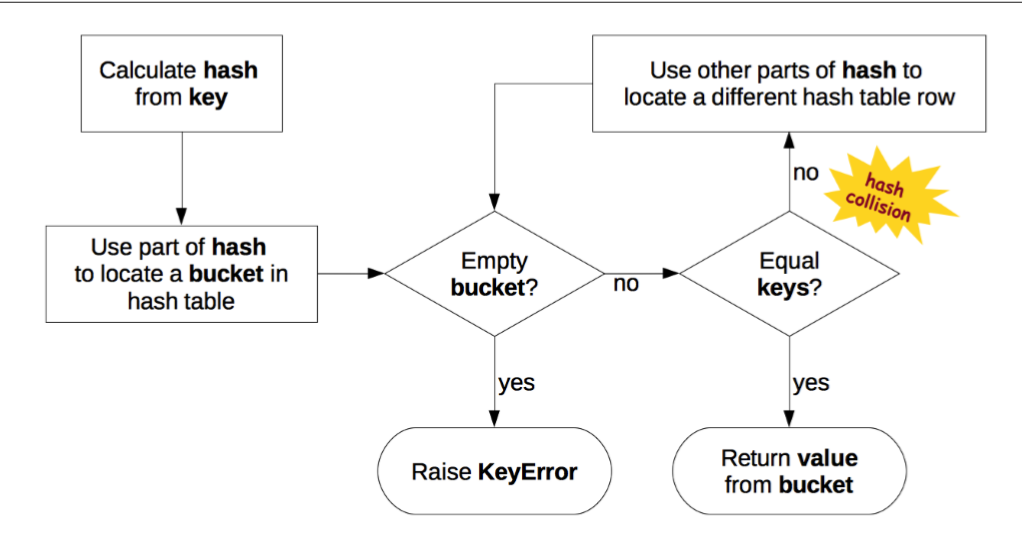 Calculate hash
from key
Use other parts of hash to
locate a different hash table row
no
hash
collision
Use part of hash
to locate a bucket in
hash table
Empty
bucket?
no
Equal
keys?
yes
yes
Raise KeyError
Return value
from bucket